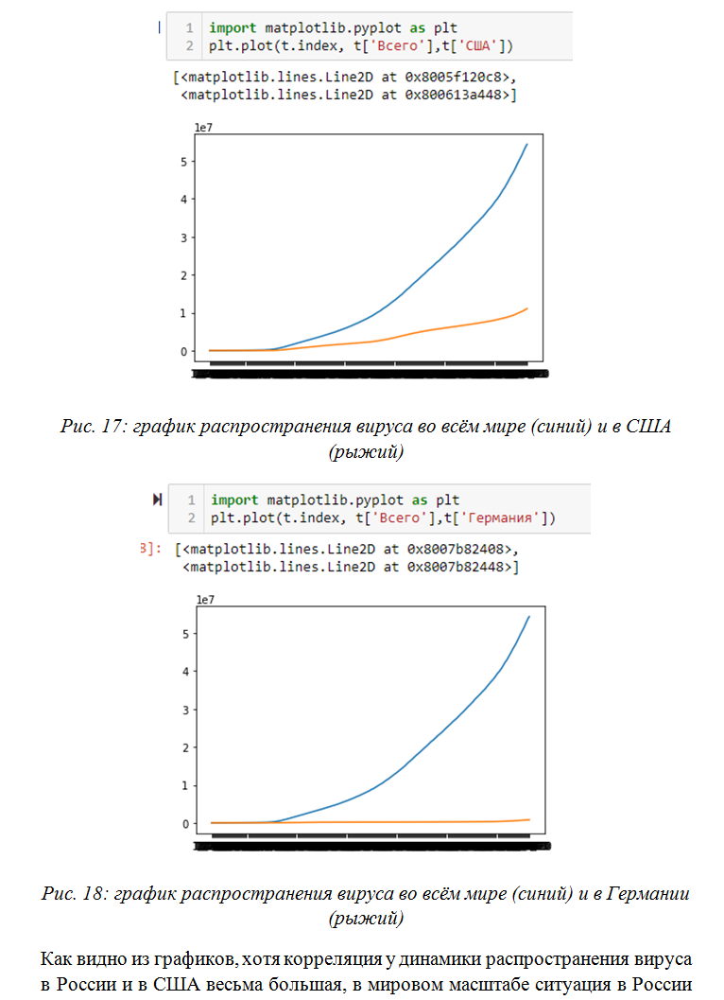 1 import matplotlib.pyplot as plt
2 plt.plot(t.index, t['Всего'],t['США'])
[<matplotlib.lines.Line2D at 0x8005f120c8>,
<matplotlib.lines.Line2D at 0x800613a448>]
1e7
5
4
3
2
1
0
Рис. 17: график распространения вируса во всём мире (синий) и в США
(рыжий)
1 import matplotlib.pyplot as plt
2 plt.plot(t.index, t['Всего'],t['Германия'])
8]: [<matplotlib.lines.Line2D at 0x8007b82408>,
<matplotlib.lines.Line2D at 0x8007b82448>]
1e7
5
4
3
2
1
0
Рис. 18: график распространения вируса во всём мире (синий) и в Германии
(рыжий)
Как видно из графиков, хотя корреляция у динамики распространения вируса
в России и в США весьма большая, в мировом масштабе ситуация в России